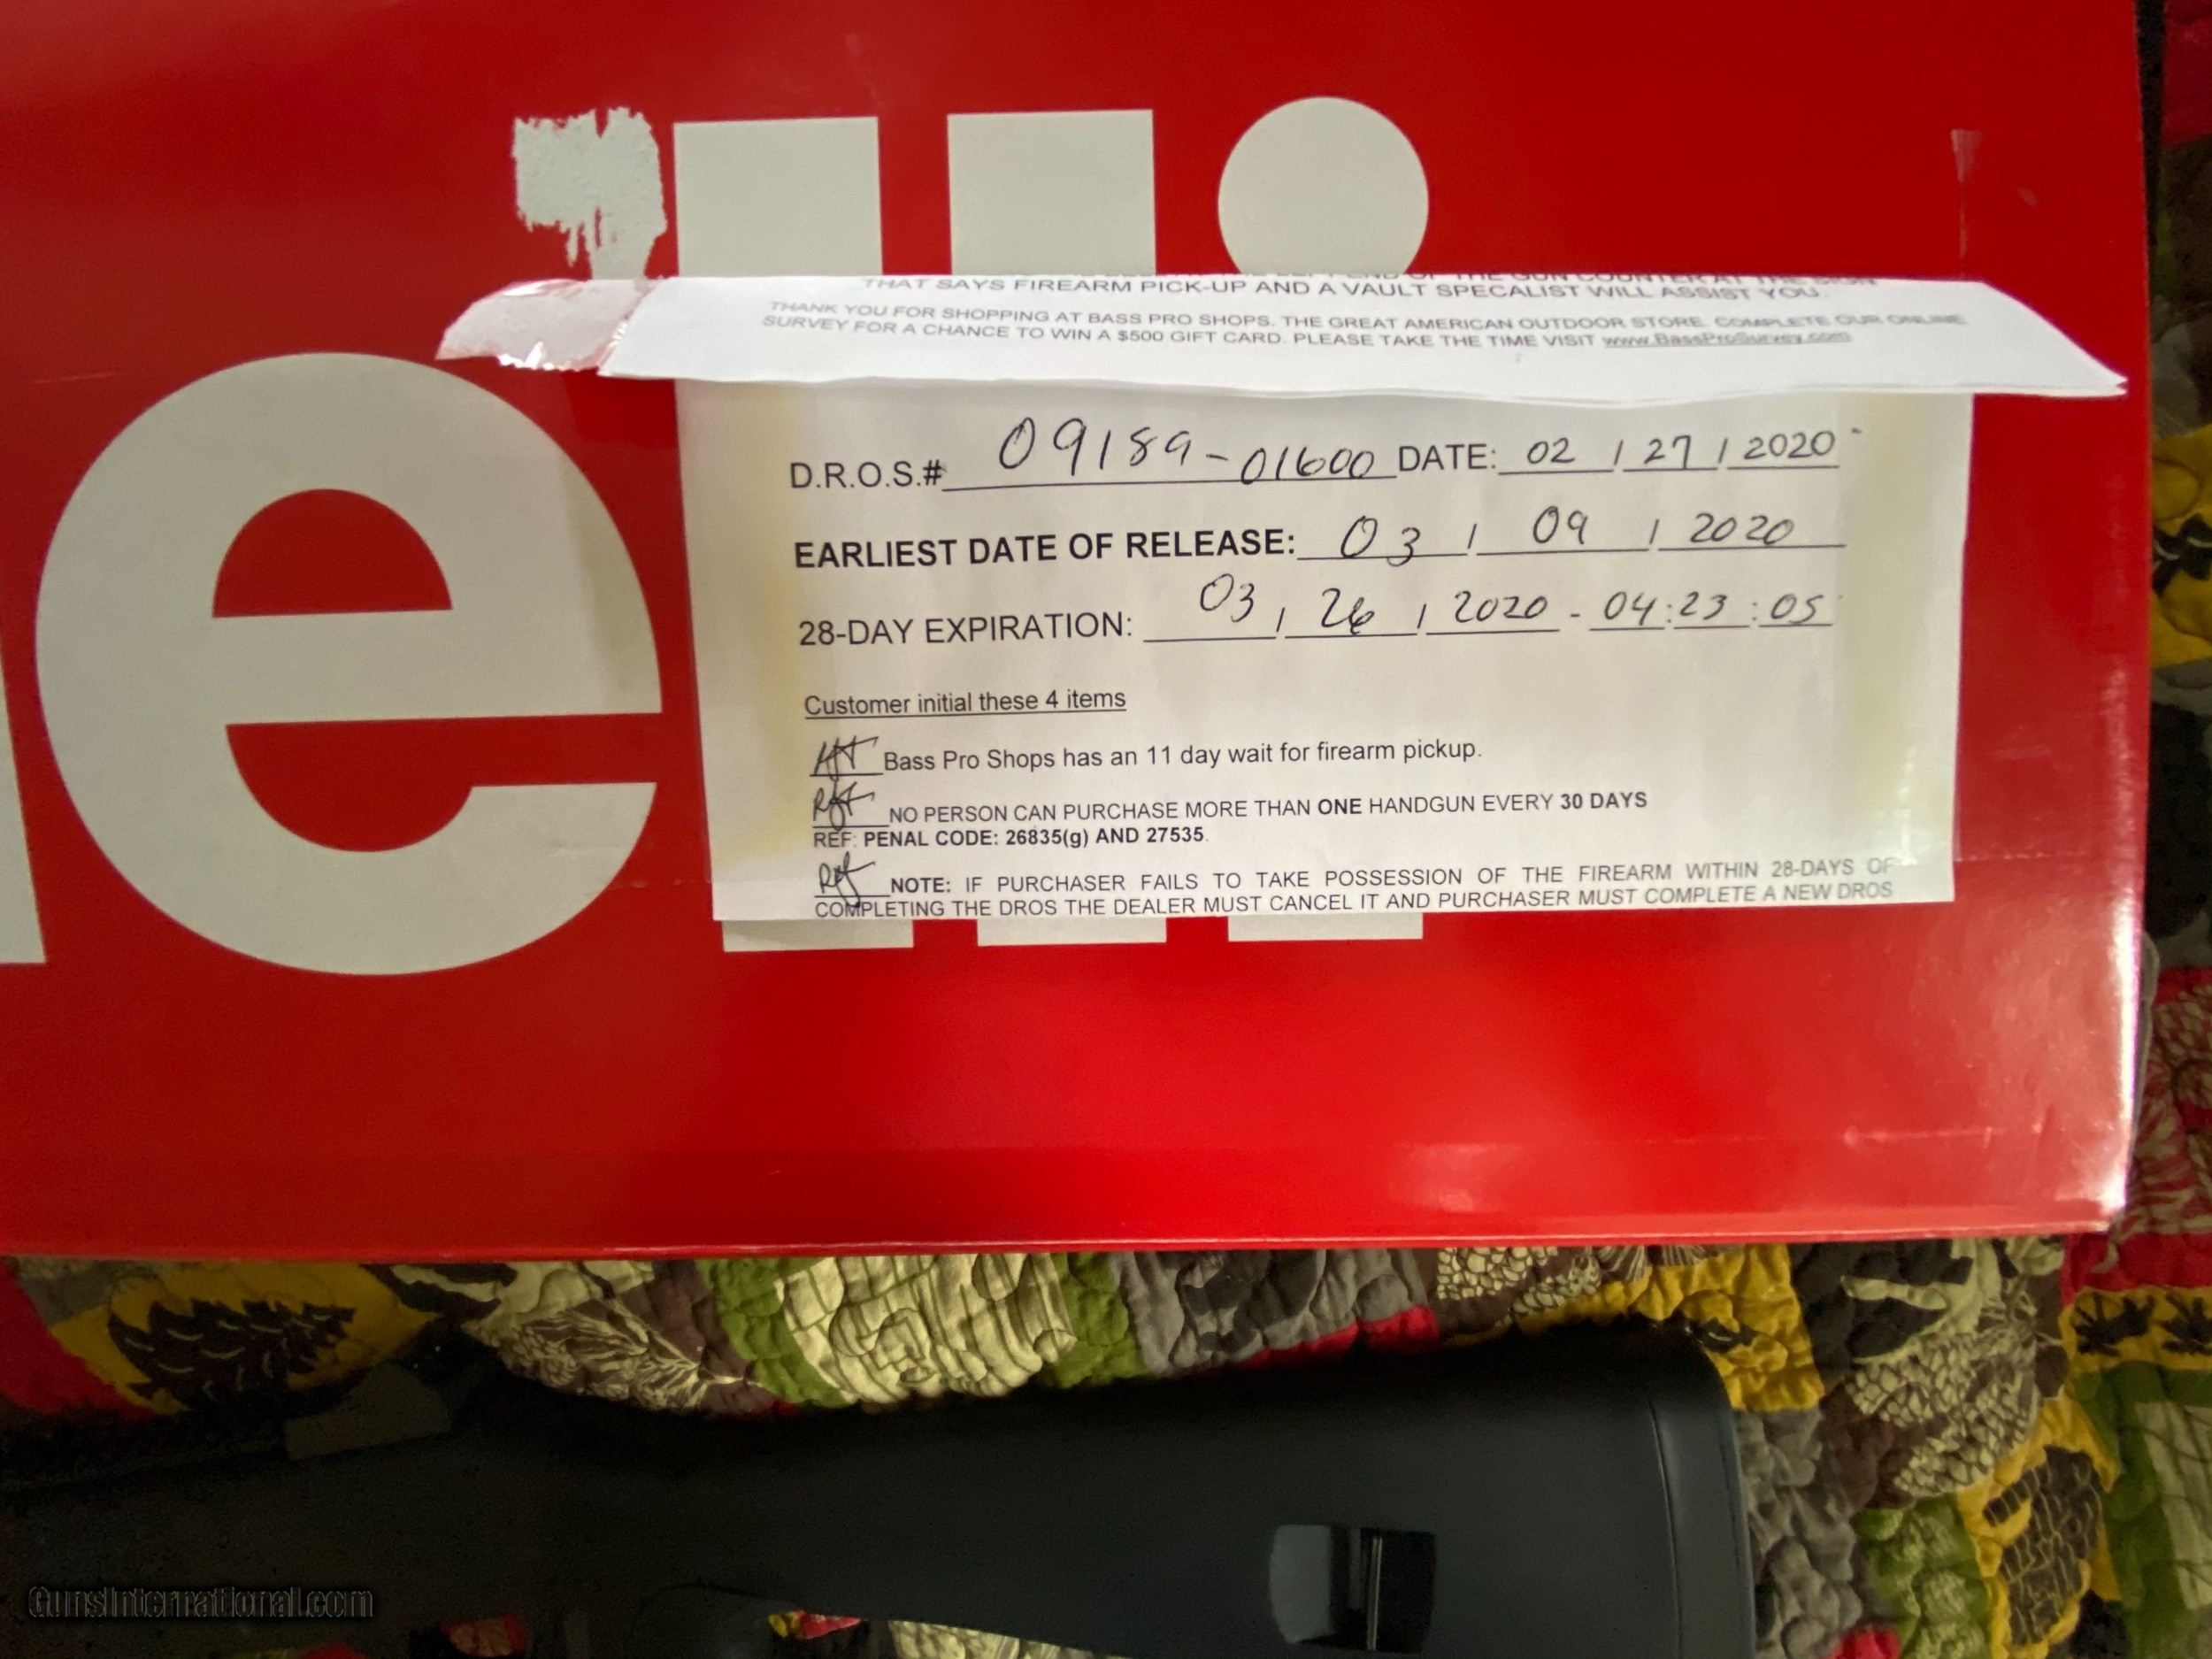 THAT SAYS FIREARM PICK-UP AND A VAULT SPECALIST WILL ASSIST YOU.
THANK YOU FOR SHOPPING AT BASS PRO SHOPS. THE GREAT AMERICAN OUTDOOR STORE. COMPLETE OUR ONLINE
SURVEY FOR A CHANCE TO WIN A $500 GIFT CARD. PLEASE TAKE THE TIME VISIT www.BassProSurvey.com
D.R.O.S.# 09189-01600 DATE: 02 / 27 / 2020
EARLIEST DATE OF RELEASE: 03 / 09 / 2020
28-DAY EXPIRATION: 03 / 26 / 2020 - 04:23:05
Customer initial these 4 items
Bass Pro Shops has an 11 day wait for firearm pickup.
NO PERSON CAN PURCHASE MORE THAN ONE HANDGUN EVERY 30 DAYS
REF: PENAL CODE: 26835(g) AND 27535.
NOTE: IF PURCHASER FAILS TO TAKE POSSESSION OF THE FIREARM WITHIN 28-DAYS OF
COMPLETING THE DROS THE DEALER MUST CANCEL IT AND PURCHASER MUST COMPLETE A NEW DROS
GunsInternational.com